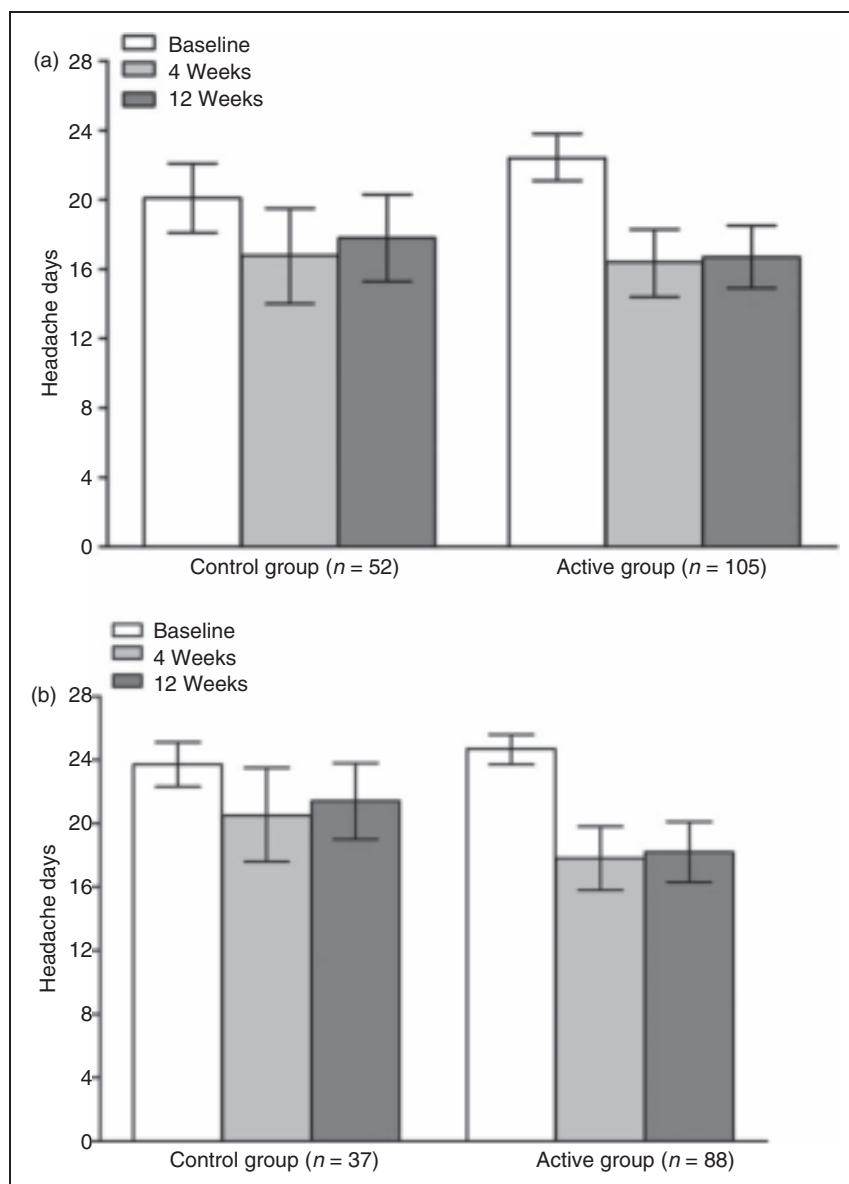 (a)
Baseline
4 Weeks
12 Weeks
28
24
20
16
12
8
4
0
Headache days
Control group (n = 52)
Active group (n = 105)
(b)
Baseline
4 Weeks
12 Weeks
28
24
20
16
12
8
4
0
Headache days
Control group (n = 37)
Active group (n = 88)